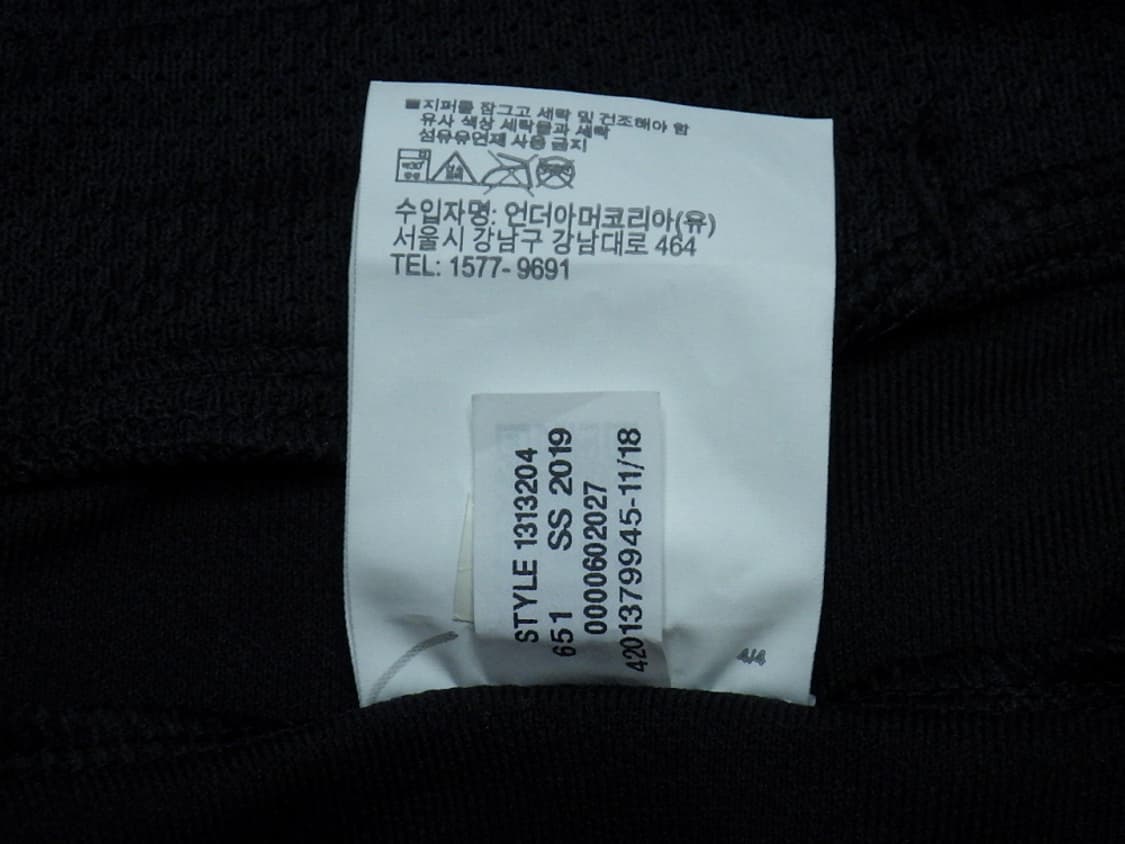 ■지퍼를 잠그고 세탁 및 건조해야 함
유사 색상 세탁물과 세탁
섬유유연제 사용 금지
수입자명: 언더아머코리아(유)
서울시 강남구 강남대로 464
TEL: 1577- 9691
STYLE 1313204
651 SS 2019
0000602027
4201379945-11/18
4/4